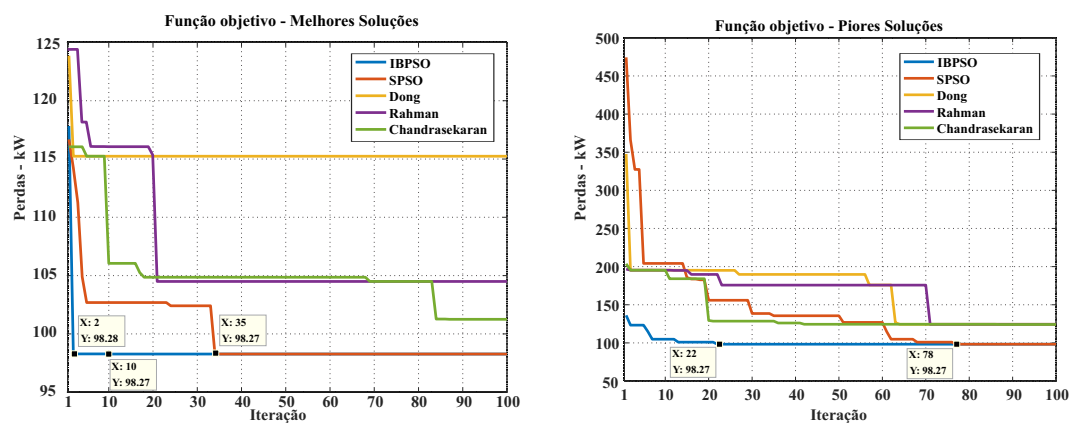 Função objetivo - Melhores Soluções
Perdas - kW
125
120
115
110
105
100
95
IBPSO
SPSO
Dong
Rahman
Chandrasekaran
X: 2
Y: 98.28
X: 10
Y: 98.27
X: 35
Y: 98.27
1 10 20 30 40 50 60 70 80 90 100
Iteração
Função objetivo - Piores Soluções
Perdas - kW
500
450
400
350
300
250
200
150
100
50
IBPSO
SPSO
Dong
Rahman
Chandrasekaran
X: 22
Y: 98.27
X: 78
Y: 98.27
1 10 20 30 40 50 60 70 80 90 100
Iteração